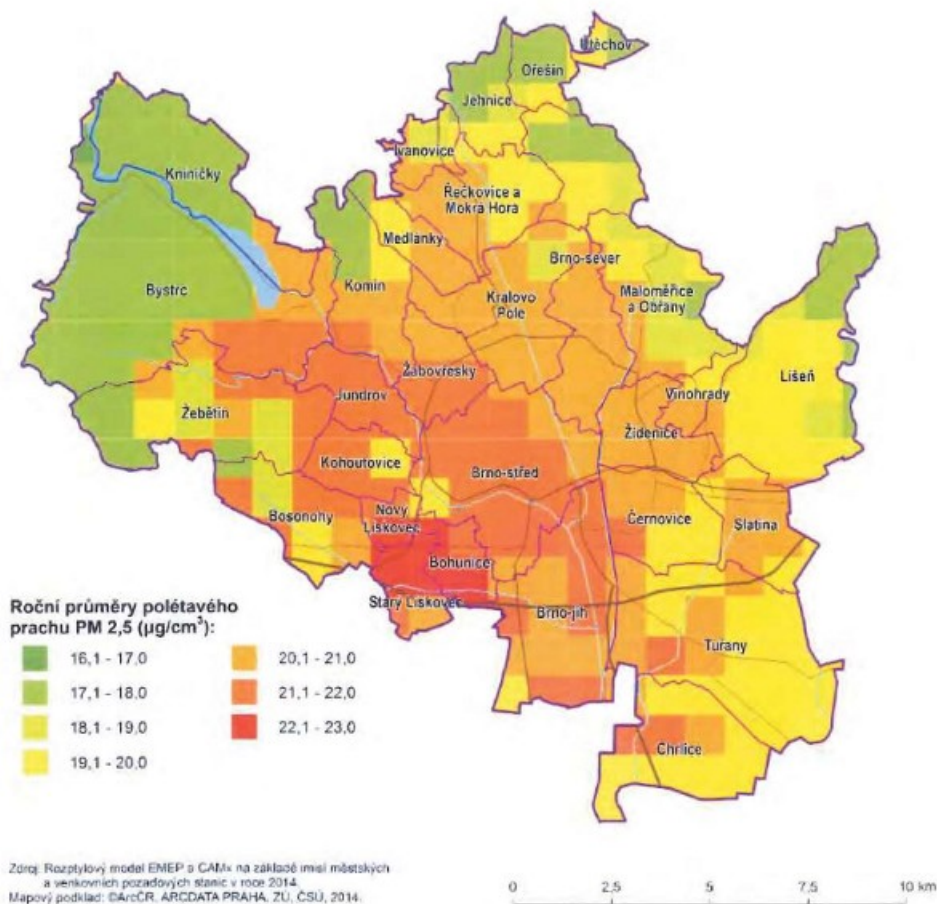 Útěchov
Ořešín
Jehnice
Ivanovice
Kníničky
Řečkovice a
Mokrá Hora
Medlánky
Brno-sever
Bystrc
Komín
Královo
Pole
Maloměřice
a Obřany
Žabovřesky
Jundrov
Vinohrady
Líšeň
Žebětín
Židenice
Kohoutovice
Brno-střed
Bosonohy
Nový
Lískovec
Černovice
Slatina
Bohunice
Starý Lískovec
Brno-jih
Tuřany
Chrlice
Roční průměry polétavého
prachu PM 2,5 (µg/cm³):
16,1 - 17,0
17,1 - 18,0
18,1 - 19,0
19,1 - 20,0
20,1 - 21,0
21,1 - 22,0
22,1 - 23,0
Zdroj: Rozptylový model EMEP a CAMx na základě imisí městských
a venkovních pozaďových stanic v roce 2014.
Mapový podklad: ©ArcČR, ARCDATA PRAHA, ZÚ, ČSÚ, 2014.
0 2,5 5 10 km